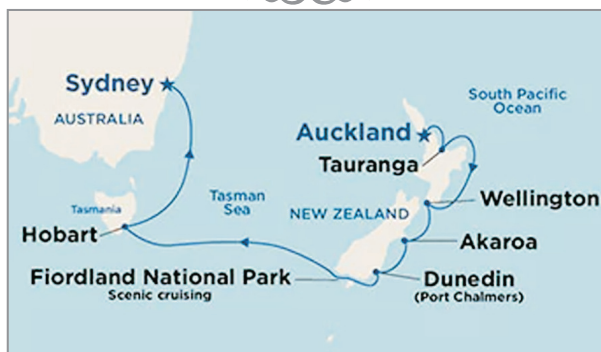 Sydney
South Pacific
Ocean
AUSTRALIA
Auckland
Tauranga
Tasmania
Tasman
Sea
Wellington
NEW ZEALAND
Hobart
Akaroa
Fiordland National Park
Scenic cruising
Dunedin
(Port Chalmers)